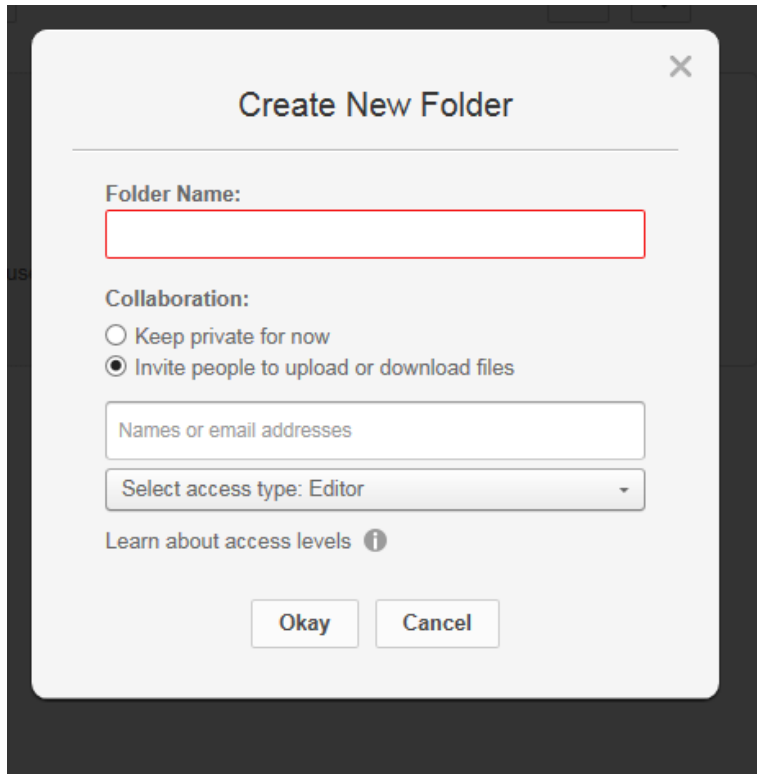 Create New Folder
Folder Name:
Collaboration:
Keep private for now
Invite people to upload or download files
Names or email addresses
Select access type: Editor
Learn about access levels
Okay
Cancel